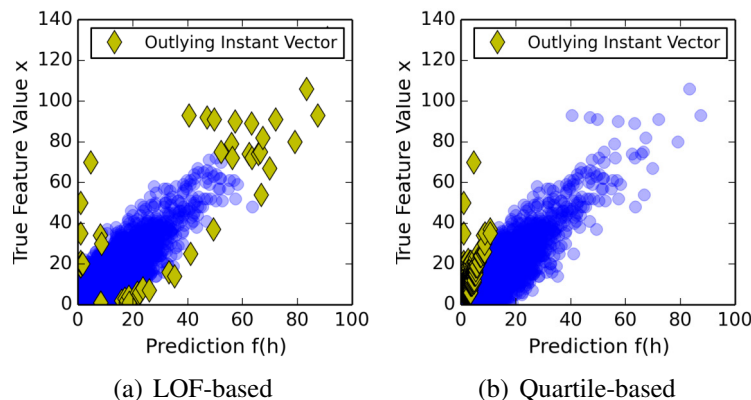 140
120
100
80
60
40
20
0
True Feature Value x
Outlying Instant Vector
0 20 40 60 80 100
Prediction f(h)
(a) LOF-based
140
120
100
80
60
40
20
0
True Feature Value x
Outlying Instant Vector
0 20 40 60 80 100
Prediction f(h)
(b) Quartile-based